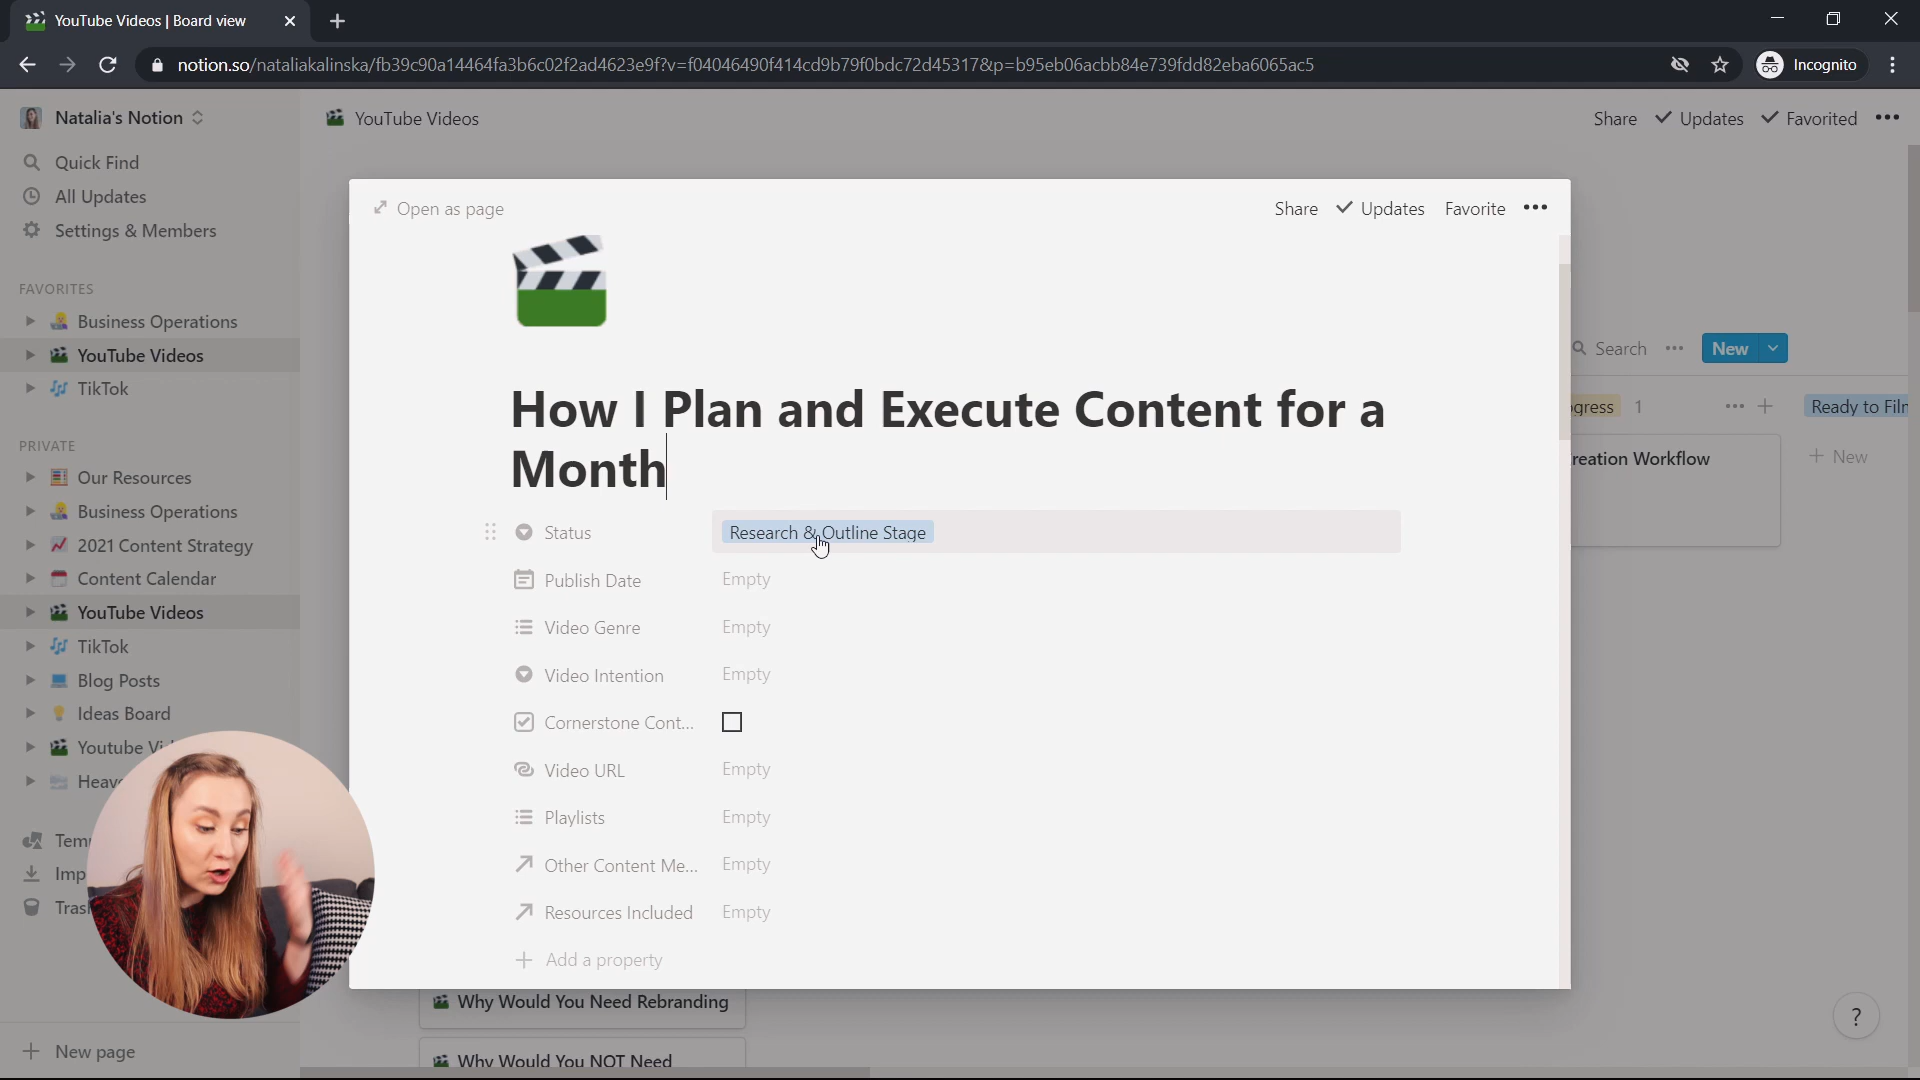 YouTube Videos | Board view
notion.so/nataliakalinska/fb39c90a14464fa3b6c02f2ad4623e9f?v=f04046490f414cd9b79f0bdc72d45317&p=b95eb06acbb84e739fdd82eba6065ac5
Incognito
Natalia's Notion
YouTube Videos
Share
Updates
Favorited
Quick Find
All Updates
Settings & Members
FAVORITES
Business Operations
YouTube Videos
TikTok
PRIVATE
Our Resources
Business Operations
2021 Content Strategy
Content Calendar
YouTube Videos
TikTok
Blog Posts
Ideas Board
Youtube
New page
Open as page
Share
Updates
Favorite
How I Plan and Execute Content for a
Month
Status
Research & Outline Stage
Publish Date
Empty
Video Genre
Empty
Video Intention
Empty
Cornerstone Cont...
Video URL
Empty
Playlists
Empty
Other Content Me...
Empty
Resources Included
Empty
Add a property
Search
New
1
Ready to
Workflow
New
Why Would You Need Rebranding
Why Would You NOT Need
?